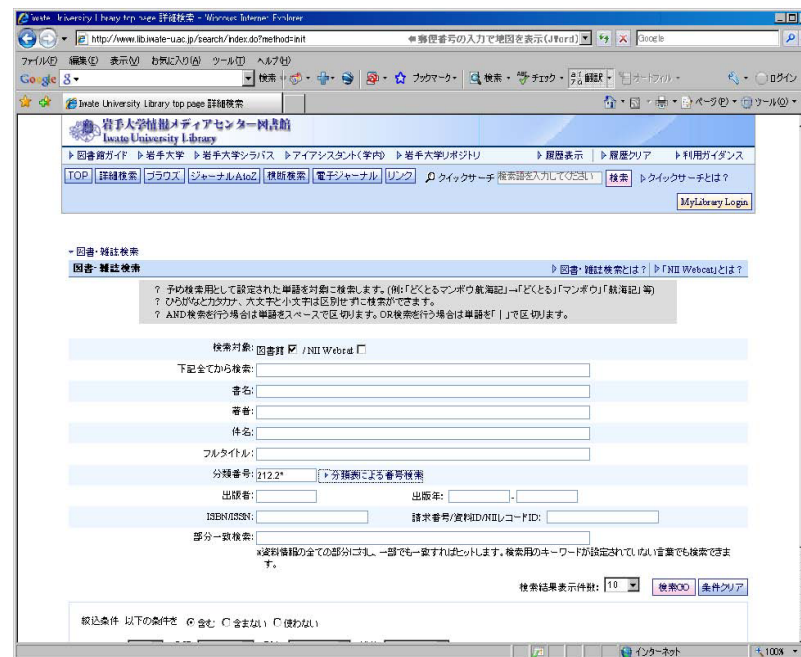 Iwate University Library top page 詳細検索 - Windows Internet Explorer
http://www.lib.iwate-u.ac.jp/search/index.do?method=init
郵便番号の入力で地図を表示(JWord)
Google
ファイル(F) 編集(E) 表示(V) お気に入り(A) ツール(T) ヘルプ(H)
Google 検索 ブックマーク 検索 チェック 翻訳 オートフィル ログイン
Iwate University Library top page 詳細検索 ページ(P) ツール(O)
岩手大学情報メディアセンター図書館
Iwate University Library
図書館ガイド 岩手大学 岩手大学シラバス アイアシスタント(学内) 岩手大学リポジトリ 履歴表示 履歴クリア 利用ガイダンス
TOP 詳細検索 ブラウズ ジャーナルAtoZ 横断検索 電子ジャーナル リンク クイックサーチ 検索語を入力してください 検索 クイックサーチとは?
MyLibrary Login
図書・雑誌検索
図書・雑誌検索 図書・雑誌検索とは? 「NII Webcat」とは?
? 予め検索用として設定された単語を対象に検索します。(例:「どくとるマンボウ航海記」→「どくとる」「マンボウ」「航海記」等)
? ひらがなとカタカナ、大文字と小文字は区別せずに検索ができます。
? AND検索を行う場合は単語をスペースで区切ります。OR検索を行う場合は単語を「|」で区切ります。
検索対象: 図書館 / NII Webcat
下記全てから検索:
書名:
著者:
件名:
フルタイトル:
分類番号: 212.2* 分類表による番号検索
出版者: 出版年: -
ISBN/ISSN: 請求番号/資料ID/NIIレコードID:
部分一致検索:
※資料情報の全ての部分に対し、一部でも一致すればヒットします。検索用のキーワードが設定されていない言葉でも検索できま
す。
検索結果表示件数: 10 検索GO 条件クリア
絞込条件 以下の条件を 含む 含まない 使わない
インターネット 100%